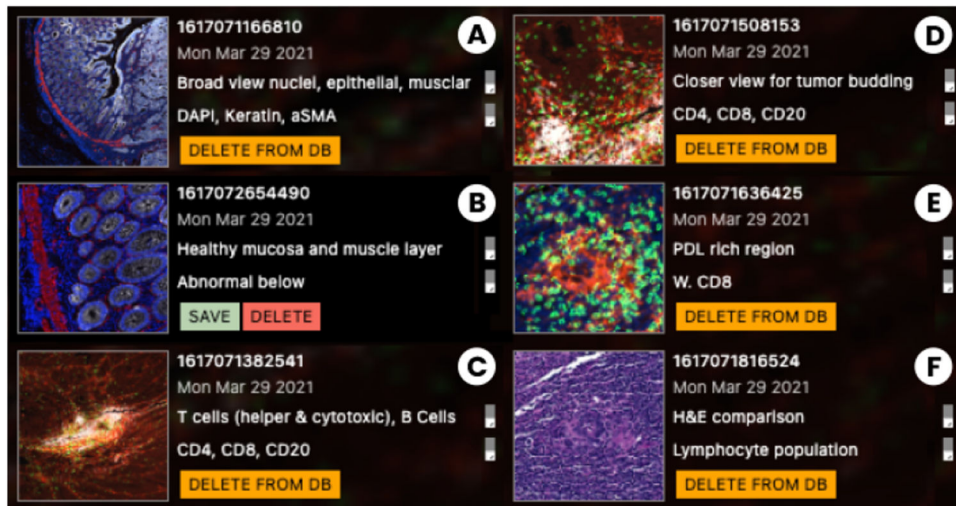 1617071166810
A
Mon Mar 29 2021
Broad view nuclei, epithelial, musclar
DAPI, Keratin, aSMA
DELETE FROM DB
1617072654490
B
Mon Mar 29 2021
Healthy mucosa and muscle layer
Abnormal below
SAVE DELETE
1617071382541
C
Mon Mar 29 2021
T cells (helper & cytotoxic), B Cells
CD4, CD8, CD20
DELETE FROM DB
1617071508153
D
Mon Mar 29 2021
Closer view for tumor budding
CD4, CD8, CD20
DELETE FROM DB
1617071636425
E
Mon Mar 29 2021
PDL rich region
W. CD8
DELETE FROM DB
1617071816524
F
Mon Mar 29 2021
H&E comparison
Lymphocyte population
DELETE FROM DB